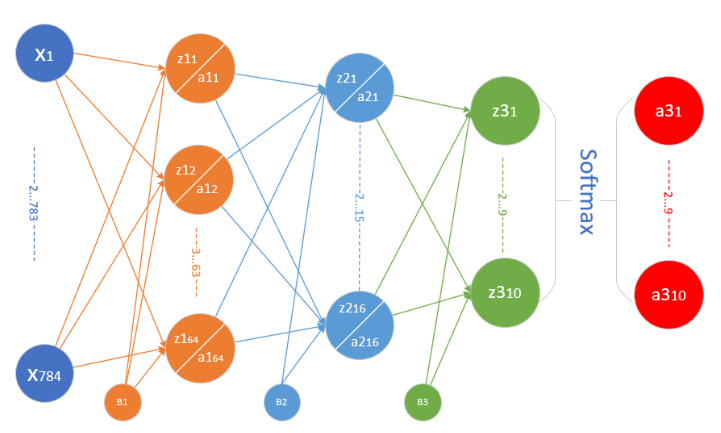 X1
2...783
X784
z11
a11
z12
a12
3...63
z164
a164
B1
z21
a21
2...15
z216
a216
B2
z31
2...9
z310
B3
Softmax
a31
2...9
a310